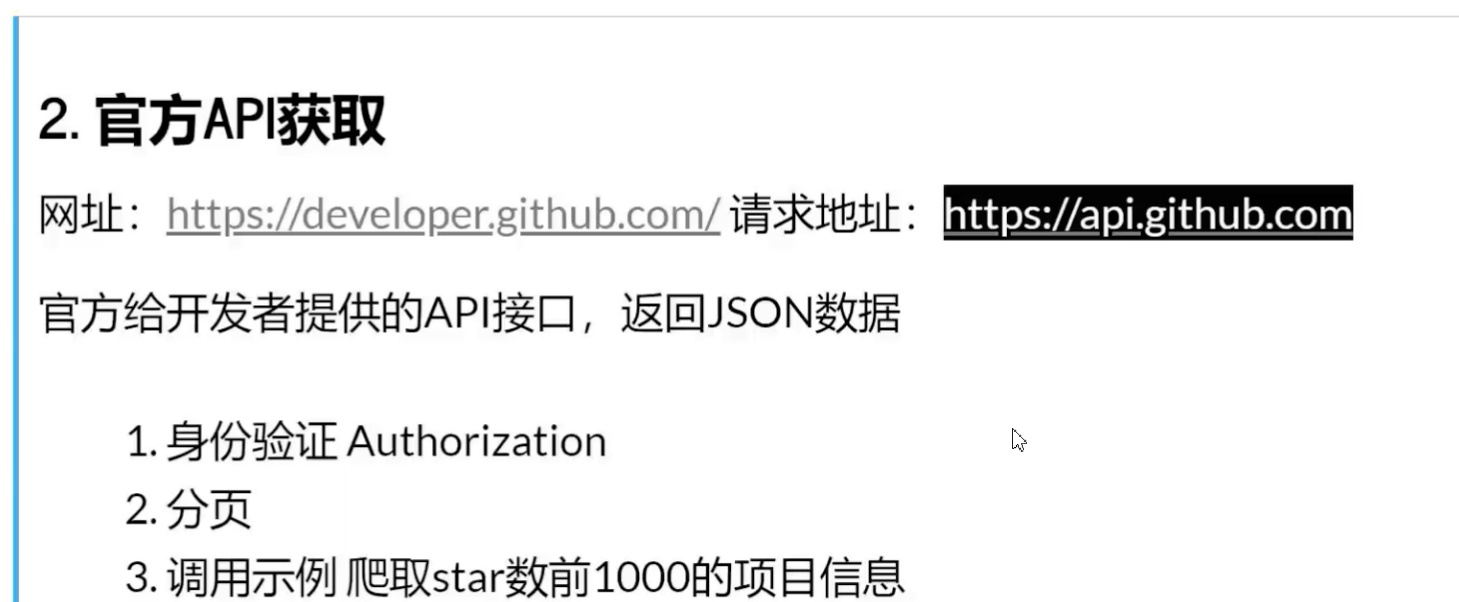 2. 官方API获取
网址：https://developer.github.com/ 请求地址：https://api.github.com
官方给开发者提供的API接口，返回JSON数据
1. 身份验证 Authorization
2. 分页
3. 调用示例 爬取star数前1000的项目信息